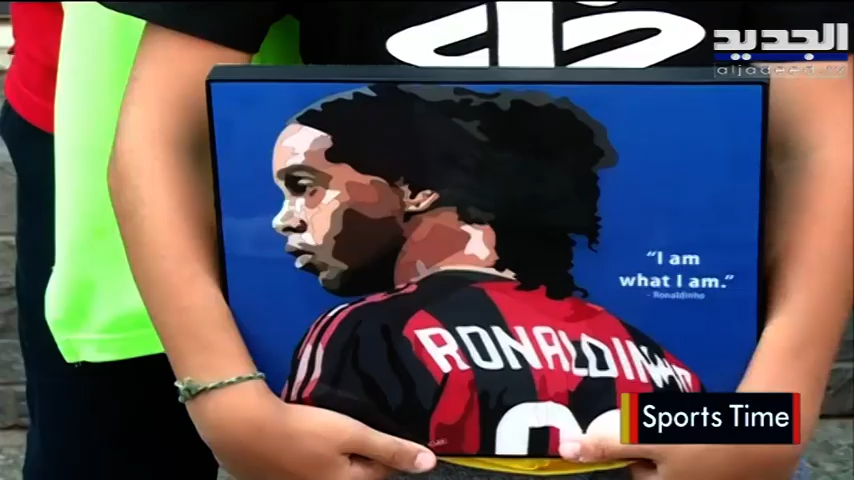 الجديد
aljadeed.tv
"I am
what I am."
- Ronaldinho
RONALDINHO
Sports Time